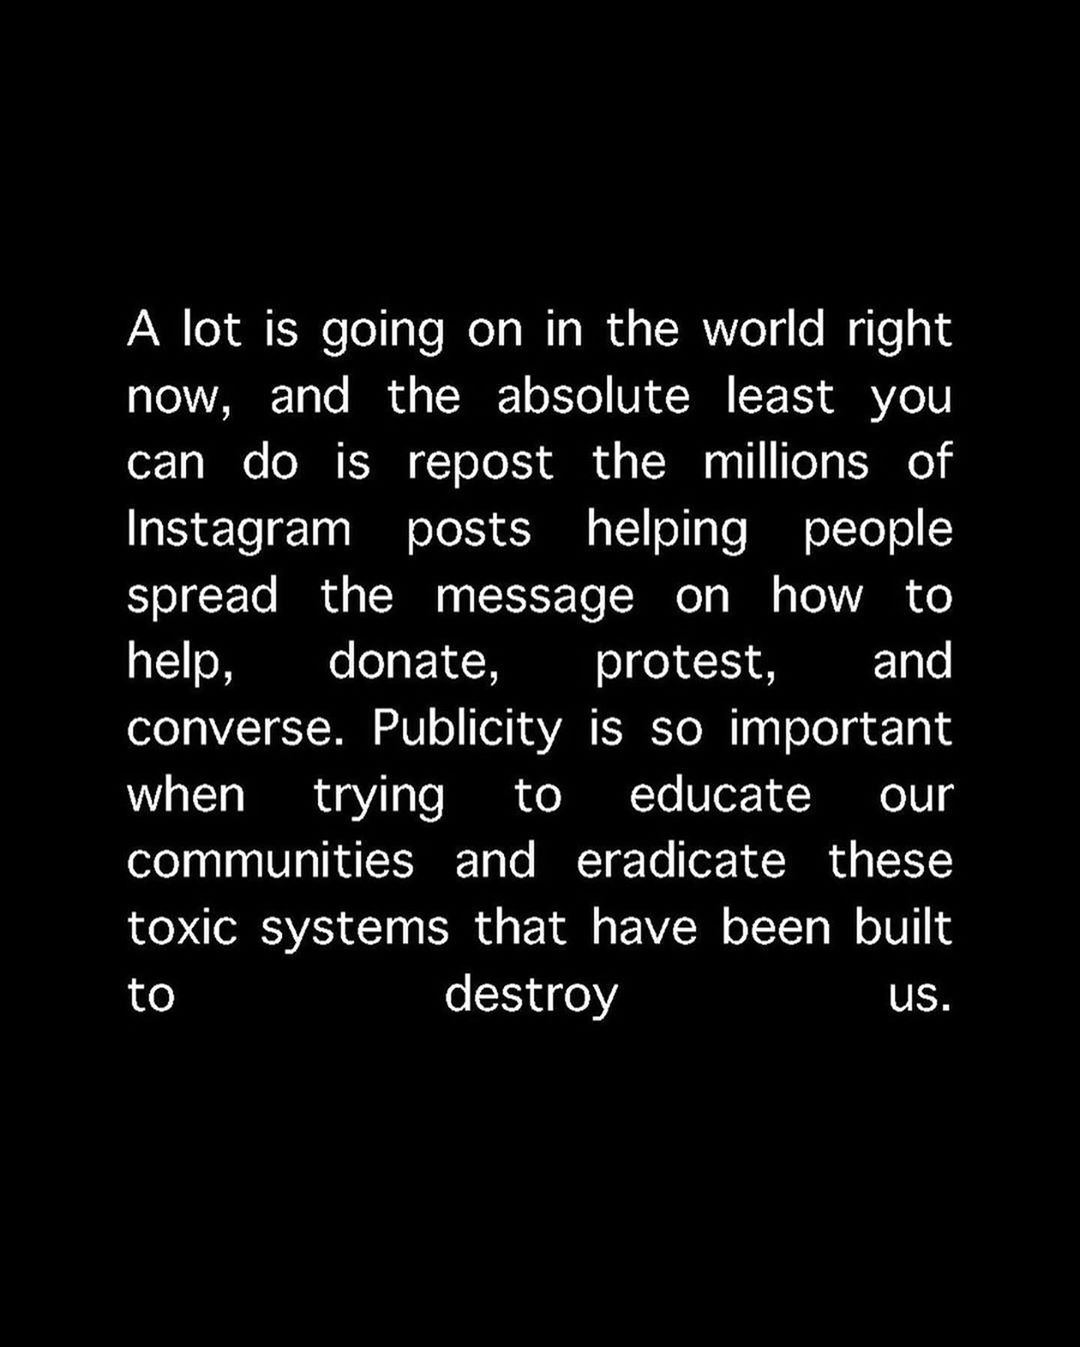 A lot is going on in the world right
now, and the absolute least you
can do is repost the millions of
Instagram posts helping people
spread the message on how to
help, donate, protest, and
converse. Publicity is so important
when trying to educate our
communities and eradicate these
toxic systems that have been built
to destroy us.